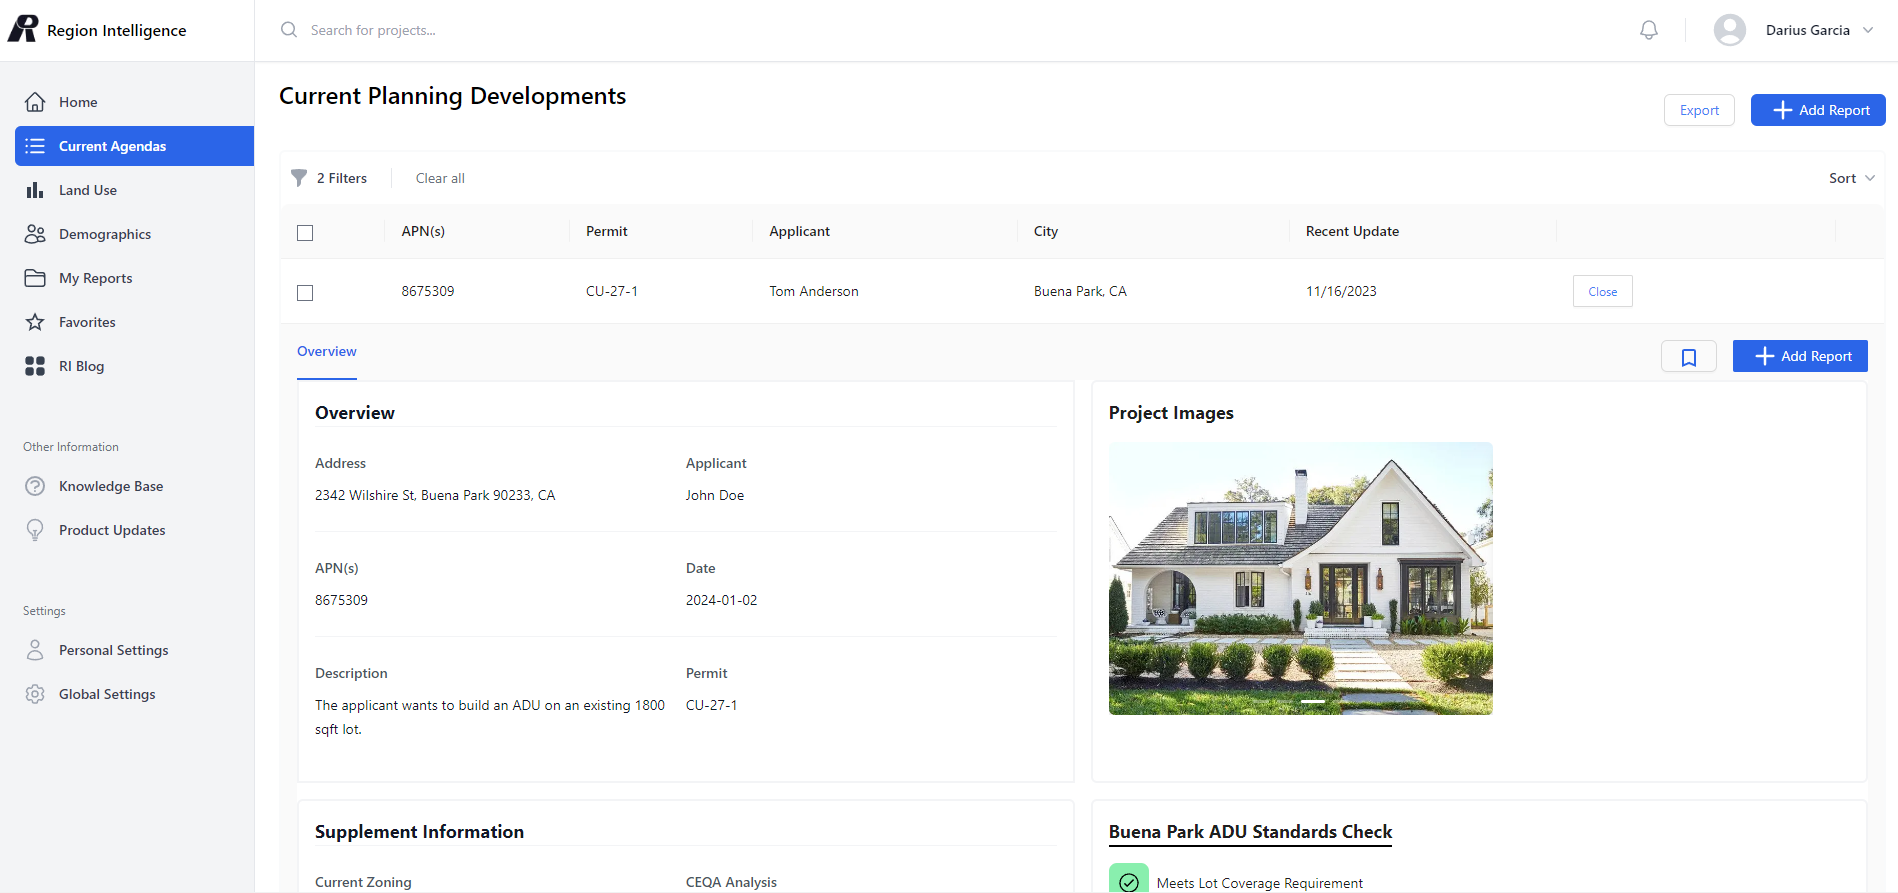 Region Intelligence
Search for projects...
Darius Garcia
Home
Current Agendas
Land Use
Demographics
My Reports
Favorites
RI Blog
Other Information
Knowledge Base
Product Updates
Settings
Personal Settings
Global Settings
Current Planning Developments
Export
Add Report
2 Filters
Clear all
Sort
APN(s) Permit Applicant City Recent Update
8675309 CU-27-1 Tom Anderson Buena Park, CA 11/16/2023 Close
Overview
Add Report
Overview
Address Applicant
2342 Wilshire St, Buena Park 90233, CA John Doe
APN(s) Date
8675309 2024-01-02
Description Permit
The applicant wants to build an ADU on an existing 1800 CU-27-1
sqft lot.
Project Images
Supplement Information
Current Zoning CEQA Analysis
Buena Park ADU Standards Check
Meets Lot Coverage Requirement